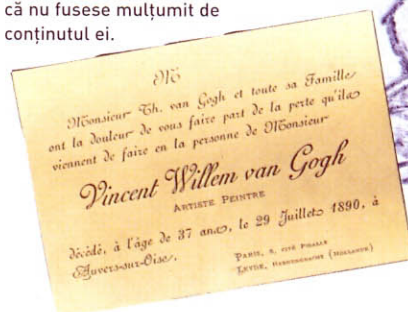 că nu fusese mulțumit de
conținutul ei.
M
Monsieur Th. van Gogh et toute sa Famille
ont la douleur de vous faire part de la perte qu'ils
viennent de faire en la personne de Monsieur
Vincent Willem van Gogh
ARTISTE PEINTRE
décédé, à l'âge de 37 ans, le 29 Juillet 1890, à
Auvers-sur-Oise.
PARIS, 8, CITÉ PIGALLE
LEYDE, HEERENGRACHT (HOLLANDE)